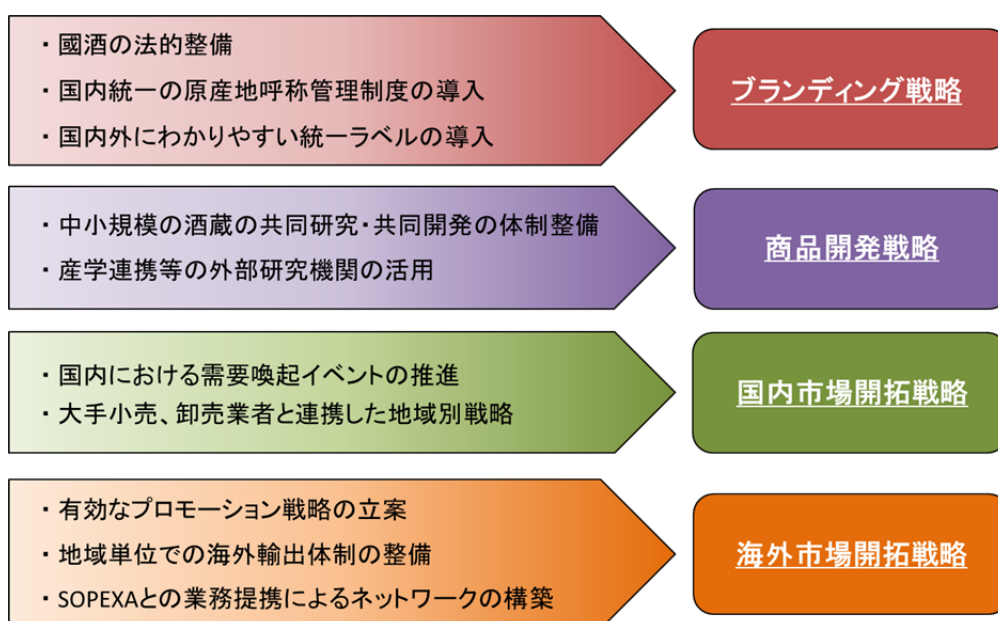 ・國酒の法的整備
・国内統一の原産地呼称管理制度の導入
・国内外にわかりやすい統一ラベルの導入
ブランディング戦略
・中小規模の酒蔵の共同研究・共同開発の体制整備
・産学連携等の外部研究機関の活用
商品開発戦略
・国内における需要喚起イベントの推進
・大手小売、卸売業者と連携した地域別戦略
国内市場開拓戦略
・有効なプロモーション戦略の立案
・地域単位での海外輸出体制の整備
・SOPEXAとの業務提携によるネットワークの構築
海外市場開拓戦略